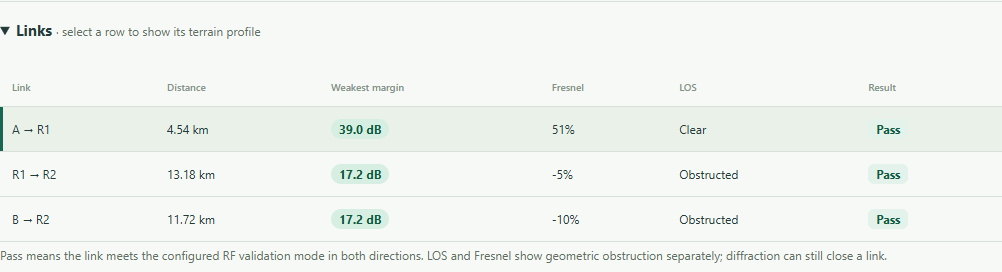 ▼ Links · select a row to show its terrain profile
Link Distance Weakest margin Fresnel LOS Result
A → R1 4.54 km 39.0 dB 51% Clear Pass
R1 → R2 13.18 km 17.2 dB -5% Obstructed Pass
B → R2 11.72 km 17.2 dB -10% Obstructed Pass
Pass means the link meets the configured RF validation mode in both directions. LOS and Fresnel show geometric obstruction separately; diffraction can still close a link.